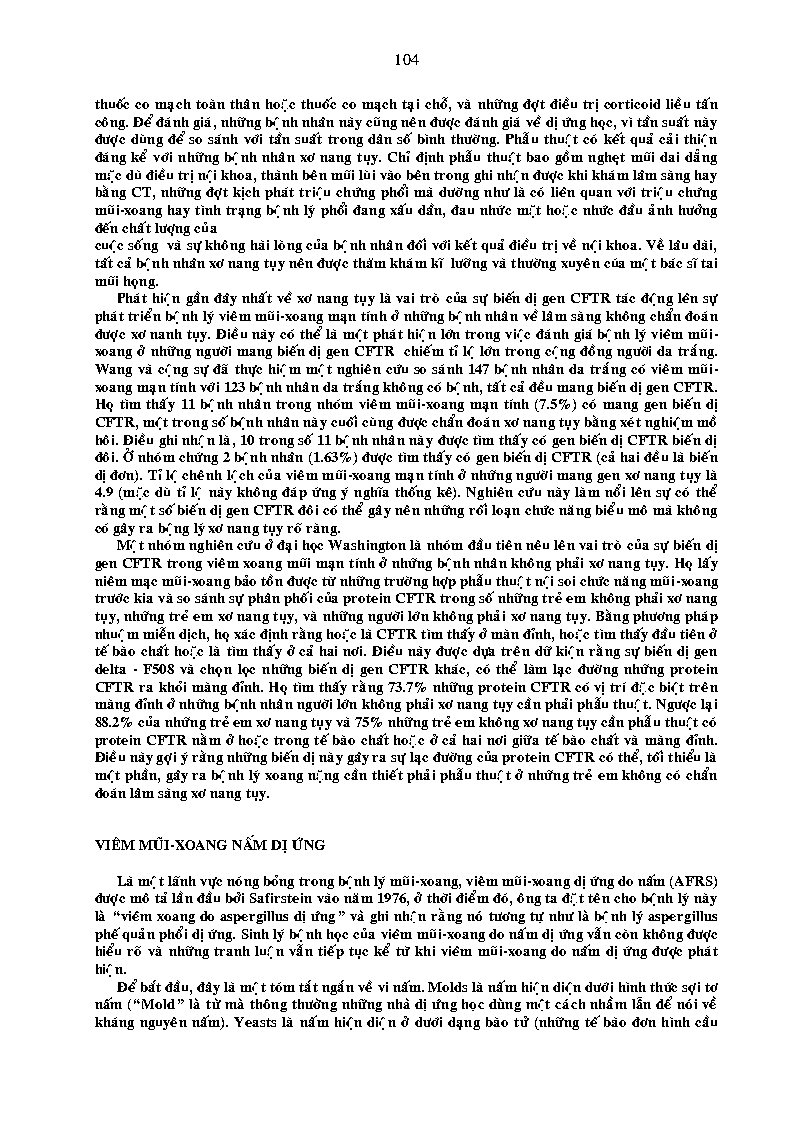 104
thuốc co mạch toàn thân hoặc thuốc co mạch tại chỗ, và những đợt điều trị corticoid liều tấn
công. Để đánh giá, những bệnh nhân này cũng nên được đánh giá về dị ứng học, vì tần suất này
được dùng để so sánh với tần suất trong dân số bình thường. Phẫu thuật có kết quả cải thiện
đáng kể với những bệnh nhân xơ nang tụy. Chỉ định phẫu thuật bao gồm nghẹt mũi dai dẳng
mặc dù điều trị nội khoa, thành bên mũi lùi vào bên trong ghi nhận được khi khám lâm sàng hay
bằng CT, những đợt kịch phát triệu chứng phổi mà dường như là có liên quan với triệu chứng
mũi-xoang hay tình trạng bệnh lý phổi đang xấu dần, đau nhức mặt hoặc nhức đầu ảnh hưởng
đến chất lượng của
cuộc sống và sự không hài lòng của bệnh nhân đối với kết quả điều trị về nội khoa. Về lâu dài,
tất cả bệnh nhân xơ nang tụy nên được thăm khám kĩ lưỡng và thường xuyên của một bác sĩ tai
mũi họng.
Phát hiện gần đây nhất về xơ nang tụy là vai trò của sự biến dị gen CFTR tác động lên sự
phát triển bệnh lý viêm mũi-xoang mạn tính ở những bệnh nhân về lâm sàng không chẩn đoán
được xơ nanh tụy. Điều này có thể là một phát hiện lớn trong việc đánh giá bệnh lý viêm mũi-
xoang ở những người mang biến dị gen CFTR chiếm tỉ lệ lớn trong cộng đồng người da trắng.
Wang và cộng sự đã thực hiệm một nghiên cứu so sánh 147 bệnh nhân da trắng có viêm mũi-
xoang mạn tính với 123 bệnh nhân da trắng không có bệnh, tất cả đều mang biến dị gen CFTR.
Họ tìm thấy 11 bệnh nhân trong nhóm viêm mũi-xoang mạn tính (7.5%) có mang gen biến dị
CFTR, một trong số bệnh nhân này cuối cùng được chẩn đoán xơ nang tụy bằng xét nghiệm mồ
hôi. Điều ghi nhận là, 10 trong số 11 bệnh nhân này được tìm thấy có gen biến dị CFTR biến dị
đôi. Ở nhóm chứng 2 bệnh nhân (1.63%) được tìm thấy có gen biến dị CFTR (cả hai đều là biến
dị đơn). Tỉ lệ chênh lệch của viêm mũi-xoang mạn tính ở những người mang gen xơ nang tụy là
4.9 (mặc dù tỉ lệ này không đáp ứng ý nghĩa thống kê). Nghiên cứu này làm nổi lên sự có thể
rằng một số biến dị gen CFTR đôi có thể gây nên những rối loạn chức năng biểu mô mà không
có gây ra bệng lý xơ nang tụy rõ ràng.
Một nhóm nghiên cứu ở đại học Washington là nhóm đầu tiên nêu lên vai trò của sự biến dị
gen CFTR trong viêm xoang mũi mạn tính ở những bệnh nhân không phải xơ nang tụy. Họ lấy
niêm mạc mũi-xoang bảo tồn được từ những trường hợp phẫu thuật nội soi chức năng mũi-xoang
trước kia và so sánh sự phân phối của protein CFTR trong số những trẻ em không phải xơ nang
tụy, những trẻ em xơ nang tụy, và những người lớn không phải xơ nang tụy. Bằng phương pháp
nhuộm miễn dịch, họ xác định rằng hoặc là CFTR tìm thấy ở màn đỉnh, hoặc tìm thấy đầu tiên ở
tế bào chất hoặc là tìm thấy ở cả hai nơi. Điều này được dựa trên dữ kiện rằng sự biến dị gen
delta - F508 và chọn lọc những biến dị gen CFTR khác, có thể làm lạc đường những protein
CFTR ra khỏi màng đỉnh. Họ tìm thấy rằng 73.7% những protein CFTR có vị trí đặc biệt trên
màng đỉnh ở những bệnh nhân người lớn không phải xơ nang tụy cần phải phẫu thuật. Ngược lại
88.2% của những trẻ em xơ nang tụy và 75% những trẻ em không xơ nang tụy cần phẫu thuật có
protein CFTR nằm ở hoặc trong tế bào chất hoặc ở cả hai nơi giữa tế bào chất và màng đỉnh.
Điều này gợi ý rằng những biến dị này gây ra sự lạc đường của protein CFTR có thể, tối thiểu là
một phần, gây ra bệnh lý xoang nặng cần thiết phải phẫu thuật ở những trẻ em không có chẩn
đoán lâm sàng xơ nang tụy.
VIÊM MŨI-XOANG NẤM DỊ ỨNG
Là một lãnh vực nóng bỏng trong bệnh lý mũi-xoang, viêm mũi-xoang dị ứng do nấm (AFRS)
được mô tả lần đầu bởi Safirstein vào năm 1976, ở thời điểm đó, ông ta đặt tên cho bệnh lý này
là “viêm xoang do aspergillus dị ứng” và ghi nhận rằng nó tương tự như là bệnh lý aspergillus
phế quản phổi dị ứng. Sinh lý bệnh học của viêm mũi-xoang do nấm dị ứng vẫn còn không được
hiểu rõ và những tranh luận vẫn tiếp tục kể từ khi viêm mũi-xoang do nấm dị ứng được phát
hiện.
Để bắt đầu, đây là một tóm tắt ngắn về vi nấm. Molds là nấm hiện diện dưới hình thức sợi tơ
nấm (“Mold” là từ mà thông thường những nhà dị ứng học dùng một cách nhầm lẫn để nói về
kháng nguyên nấm). Yeasts là nấm hiện diện ở dưới dạng bào tử (những tế bào đơn hình cầu